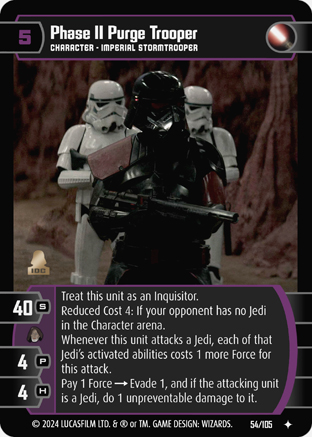 5 Phase II Purge Trooper
CHARACTER - IMPERIAL STORMTROOPER
IGC
40 S
4 P
4 H
Treat this unit as an Inquisitor.
Reduced Cost 4: If your opponent has no Jedi
in the Character arena.
Whenever this unit attacks a Jedi, each of that
Jedi's activated abilities costs 1 more Force for
this attack.
Pay 1 Force → Evade 1, and if the attacking unit
is a Jedi, do 1 unpreventable damage to it.
© 2024 LUCASFILM LTD. & ® or TM. GAME DESIGN: WIZARDS. 54/105